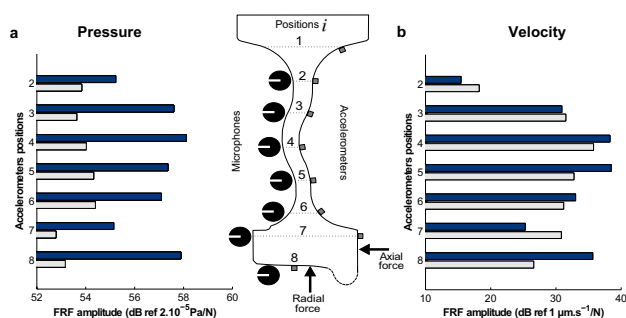 a
Pressure
Accelerometers positions
2
3
4
5
6
7
8
52
54
56
58
60
FRF amplitude (dB ref 2.10⁻⁵Pa/N)
Positions i
1
2
3
4
5
6
7
8
Microphones
Accelerometers
Axial
force
Radial
force
b
Velocity
Accelerometers positions
2
3
4
5
6
7
8
10
20
30
40
FRF amplitude (dB ref 1 µm.s⁻¹/N)